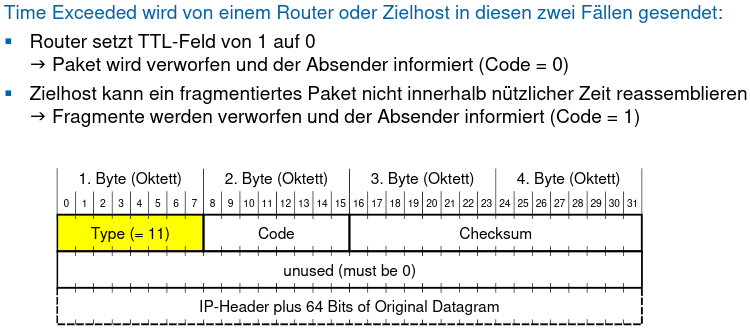 Time Exceeded wird von einem Router oder Zielhost in diesen zwei Fällen gesendet:
▪ Router setzt TTL-Feld von 1 auf 0
→ Paket wird verworfen und der Absender informiert (Code = 0)
▪ Zielhost kann ein fragmentiertes Paket nicht innerhalb nützlicher Zeit reassemblieren
→ Fragmente werden verworfen und der Absender informiert (Code = 1)
1. Byte (Oktett) 2. Byte (Oktett) 3. Byte (Oktett) 4. Byte (Oktett)
0 1 2 3 4 5 6 7 8 9 10 11 12 13 14 15 16 17 18 19 20 21 22 23 24 25 26 27 28 29 30 31
Type (= 11) Code Checksum
unused (must be 0)
IP-Header plus 64 Bits of Original Datagram